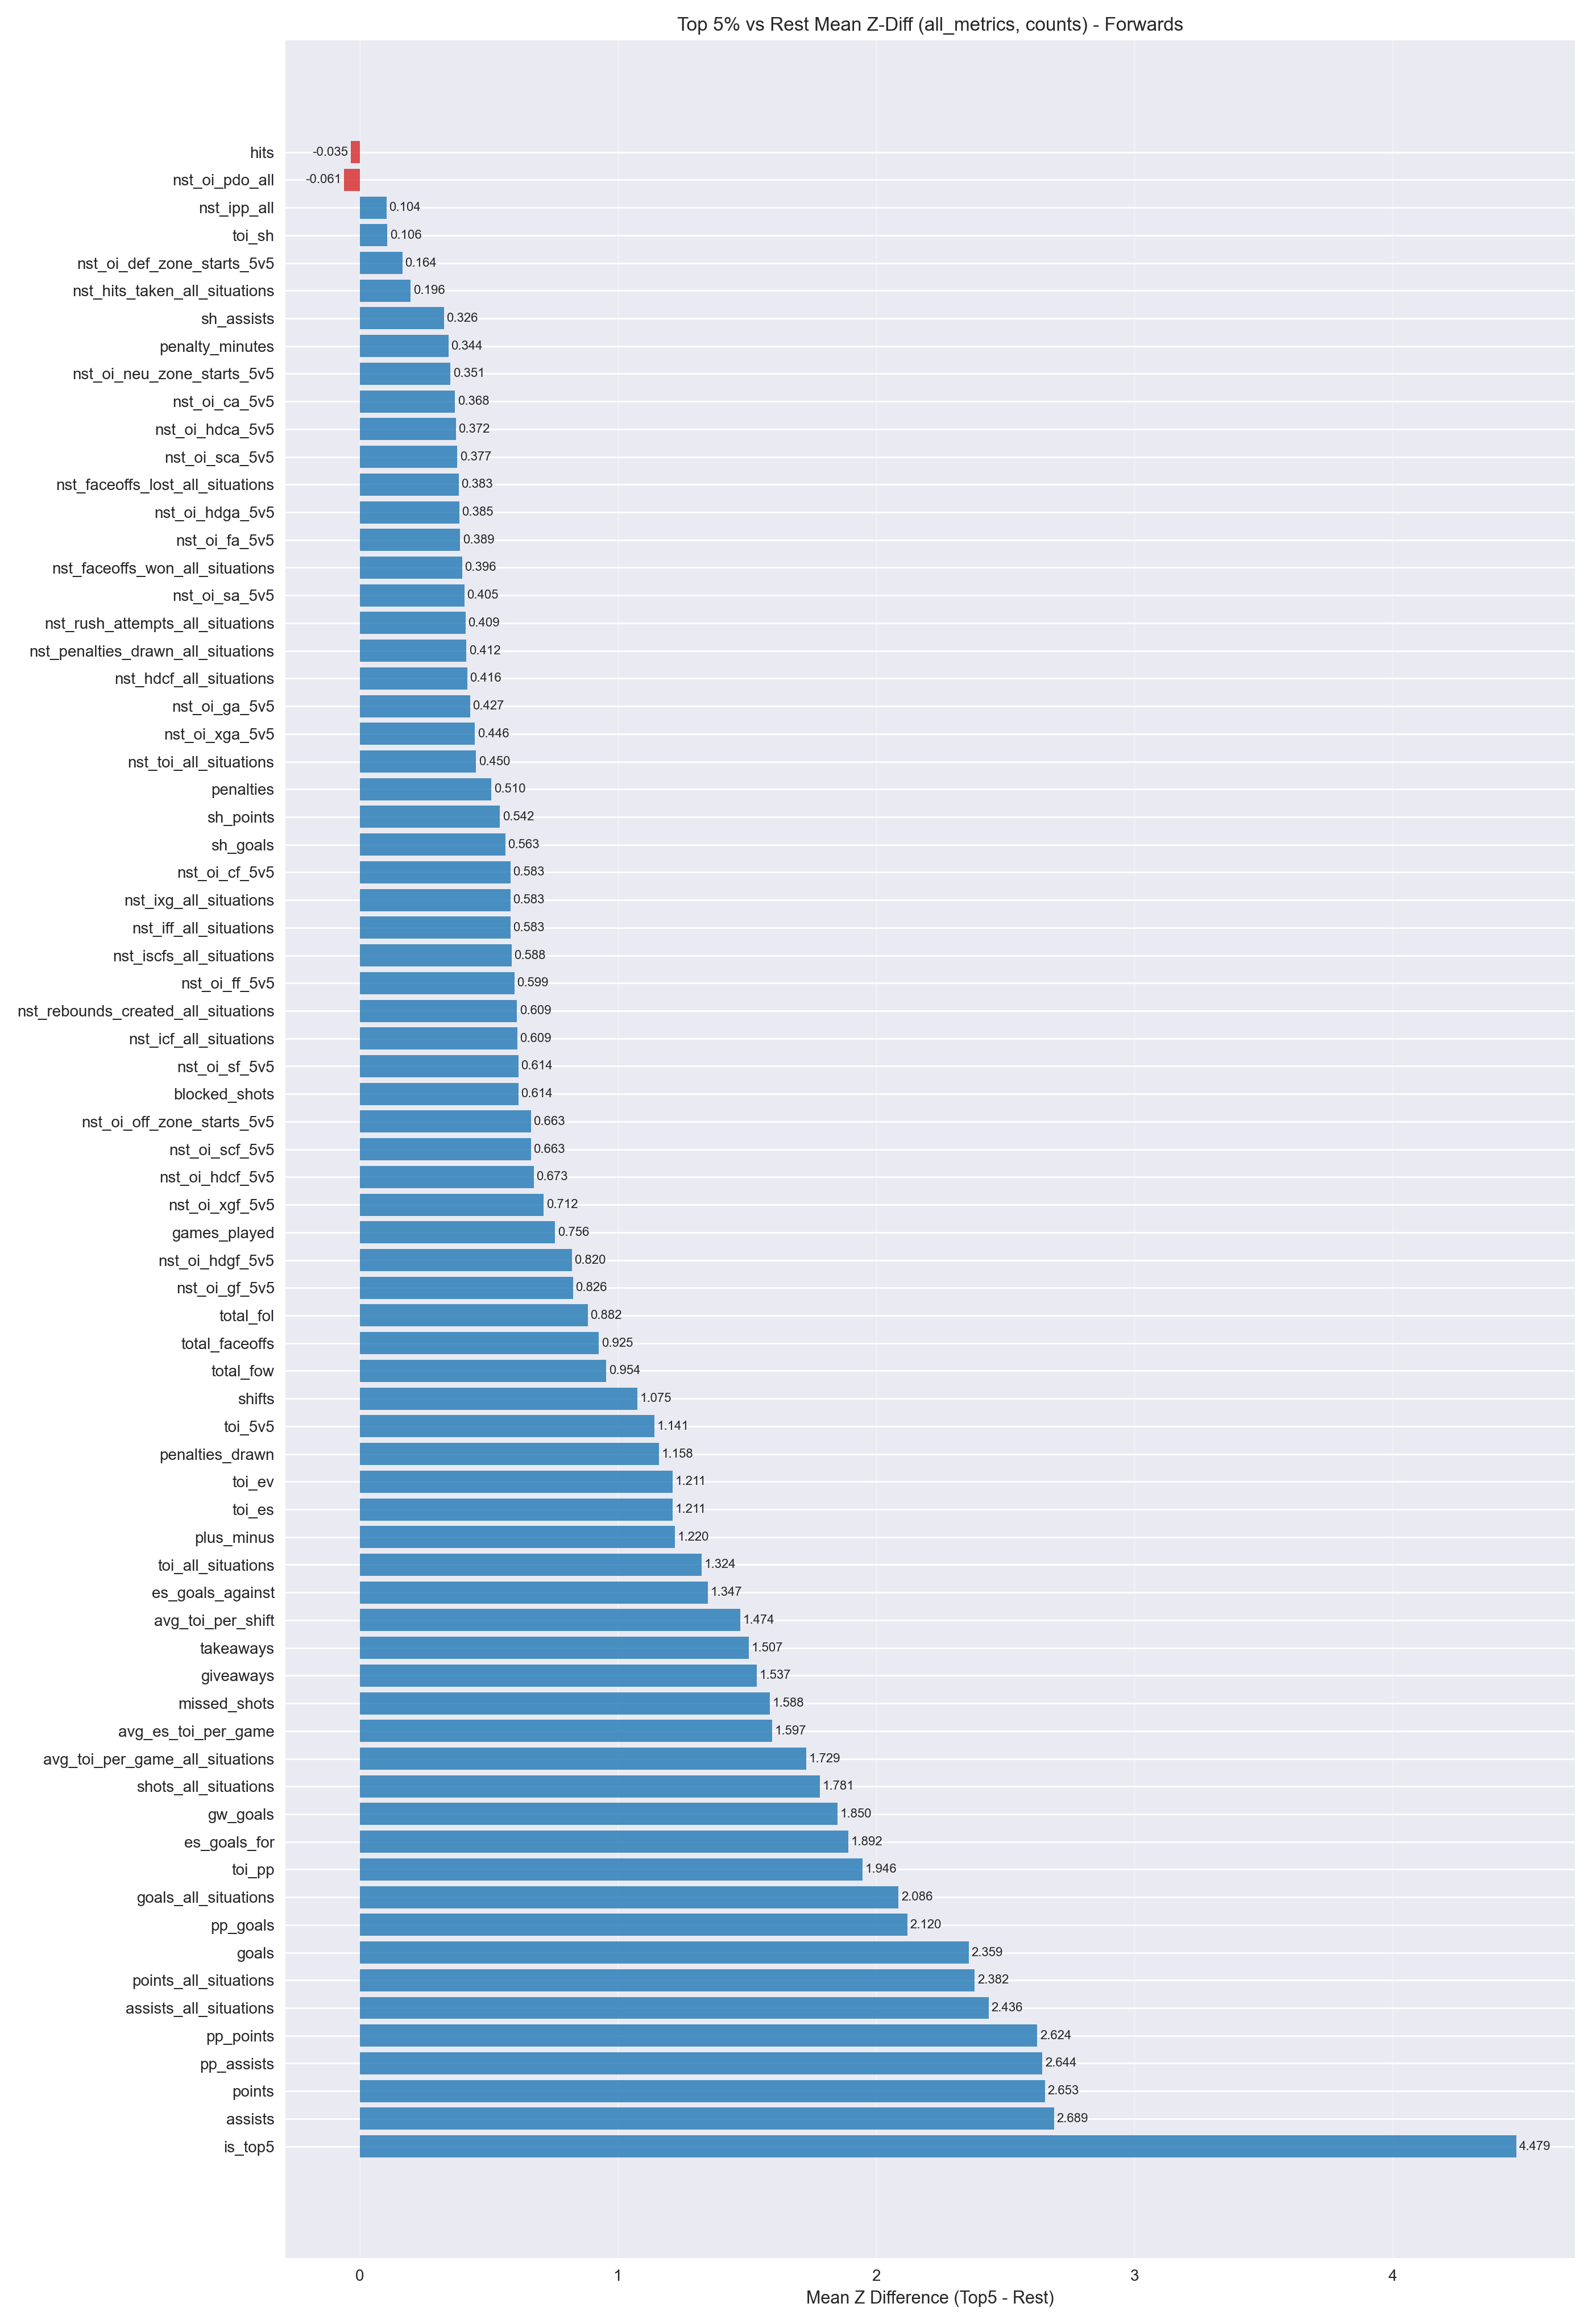 Top 5% vs Rest Mean Z-Diff (all_metrics, counts) - Forwards
hits -0.035
nst_oi_pdo_all -0.061
nst_ipp_all 0.104
toi_sh 0.106
nst_oi_def_zone_starts_5v5 0.164
nst_hits_taken_all_situations 0.196
sh_assists 0.326
penalty_minutes 0.344
nst_oi_neu_zone_starts_5v5 0.351
nst_oi_ca_5v5 0.368
nst_oi_hdca_5v5 0.372
nst_oi_sca_5v5 0.377
nst_faceoffs_lost_all_situations 0.383
nst_oi_hdga_5v5 0.385
nst_oi_fa_5v5 0.389
nst_faceoffs_won_all_situations 0.396
nst_oi_sa_5v5 0.405
nst_rush_attempts_all_situations 0.409
nst_penalties_drawn_all_situations 0.412
nst_hdcf_all_situations 0.416
nst_oi_ga_5v5 0.427
nst_oi_xga_5v5 0.446
nst_toi_all_situations 0.450
penalties 0.510
sh_points 0.542
sh_goals 0.563
nst_oi_cf_5v5 0.583
nst_ixg_all_situations 0.583
nst_iff_all_situations 0.583
nst_iscfs_all_situations 0.588
nst_oi_ff_5v5 0.599
nst_rebounds_created_all_situations 0.609
nst_icf_all_situations 0.609
nst_oi_sf_5v5 0.614
blocked_shots 0.614
nst_oi_off_zone_starts_5v5 0.663
nst_oi_scf_5v5 0.663
nst_oi_hdcf_5v5 0.673
nst_oi_xgf_5v5 0.712
games_played 0.756
nst_oi_hdgf_5v5 0.820
nst_oi_gf_5v5 0.826
total_fol 0.882
total_faceoffs 0.925
total_fow 0.954
shifts 1.075
toi_5v5 1.141
penalties_drawn 1.158
toi_ev 1.211
toi_es 1.211
plus_minus 1.220
toi_all_situations 1.324
es_goals_against 1.347
avg_toi_per_shift 1.474
takeaways 1.507
giveaways 1.537
missed_shots 1.588
avg_es_toi_per_game 1.597
avg_toi_per_game_all_situations 1.729
shots_all_situations 1.781
gw_goals 1.850
es_goals_for 1.892
toi_pp 1.946
goals_all_situations 2.086
pp_goals 2.120
goals 2.359
points_all_situations 2.382
assists_all_situations 2.436
pp_points 2.624
pp_assists 2.644
points 2.653
assists 2.689
is_top5 4.479
0 1 2 3 4
Mean Z Difference (Top5 - Rest)